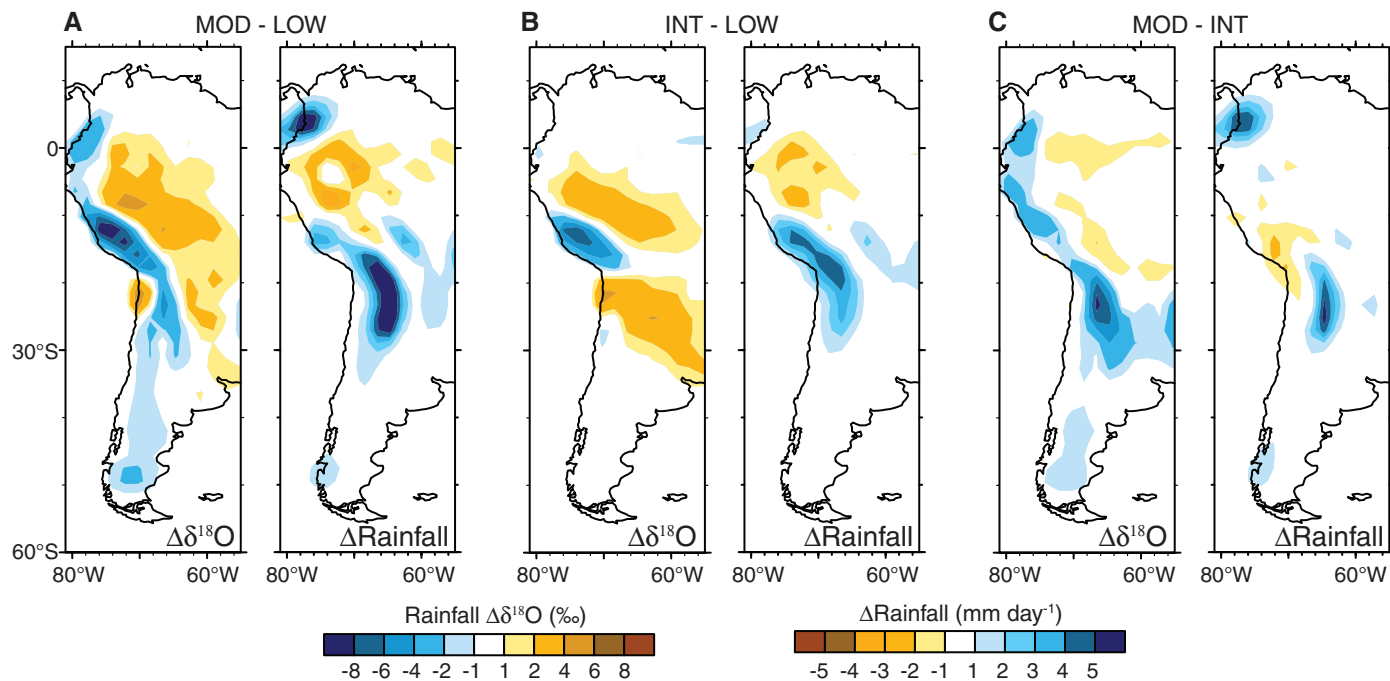 A MOD - LOW B INT - LOW C MOD - INT
0
30°S
60°S
Δδ¹⁸O ΔRainfall Δδ¹⁸O ΔRainfall Δδ¹⁸O ΔRainfall
80°W 60°W 80°W 60°W 80°W 60°W 80°W 60°W 80°W 60°W 80°W 60°W
Rainfall Δδ¹⁸O (‰) ΔRainfall (mm day⁻¹)
-8 -6 -4 -2 -1 1 2 4 6 8 -5 -4 -3 -2 -1 1 2 3 4 5